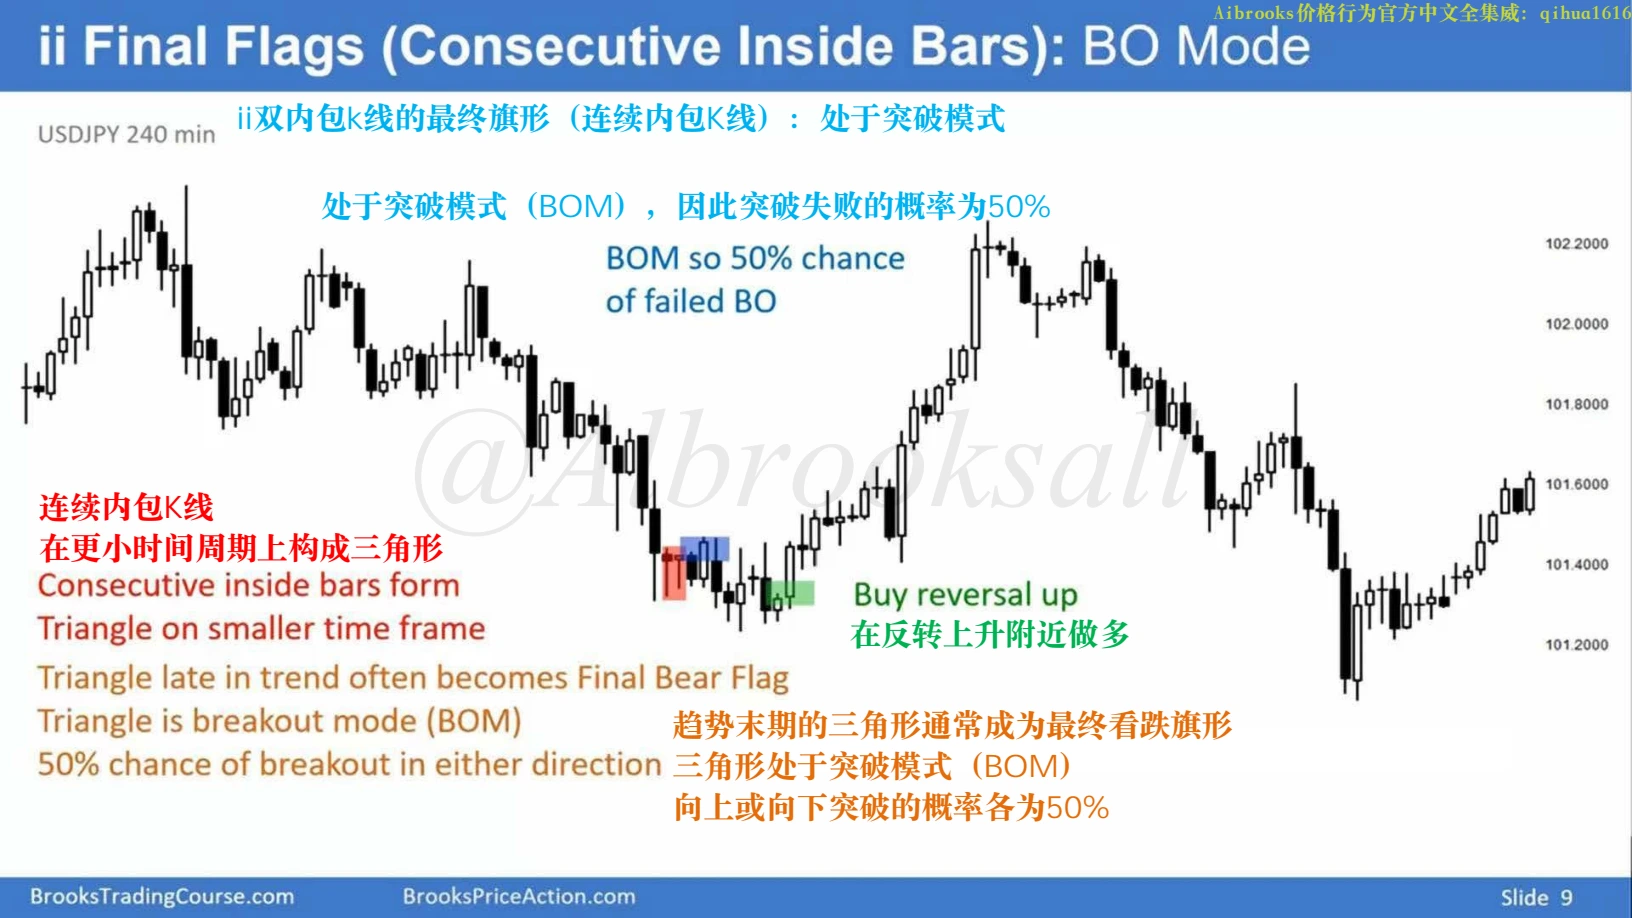 Aibrooks价格行为官方中文全集威：qihua1616
ii Final Flags (Consecutive Inside Bars): BO Mode
USDJPY 240 min
ii双内包k线的最终旗形（连续内包K线）：处于突破模式
处于突破模式（BOM），因此突破失败的概率为50%
BOM so 50% chance
of failed BO
102.2000
102.0000
101.8000
101.6000
101.4000
101.2000
@Albrooksall
连续内包K线
在更小时间周期上构成三角形
Consecutive inside bars form
Triangle on smaller time frame
Buy reversal up
在反转上升附近做多
Triangle late in trend often becomes Final Bear Flag
Triangle is breakout mode (BOM)
50% chance of breakout in either direction
趋势末期的三角形通常成为最终看跌旗形
三角形处于突破模式（BOM）
向上或向下突破的概率各为50%
BrooksTradingCourse.com
BrooksPriceAction.com
Slide 9